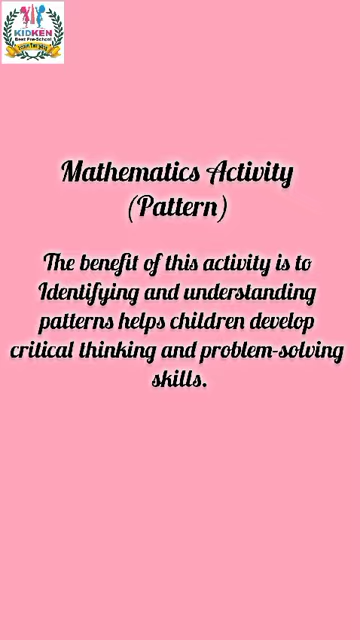 KIDKEN
Best Pre-School
Mathematics Activity
(Pattern)
The benefit of this activity is to
Identifying and understanding
patterns helps children develop
critical thinking and problem-solving
skills.